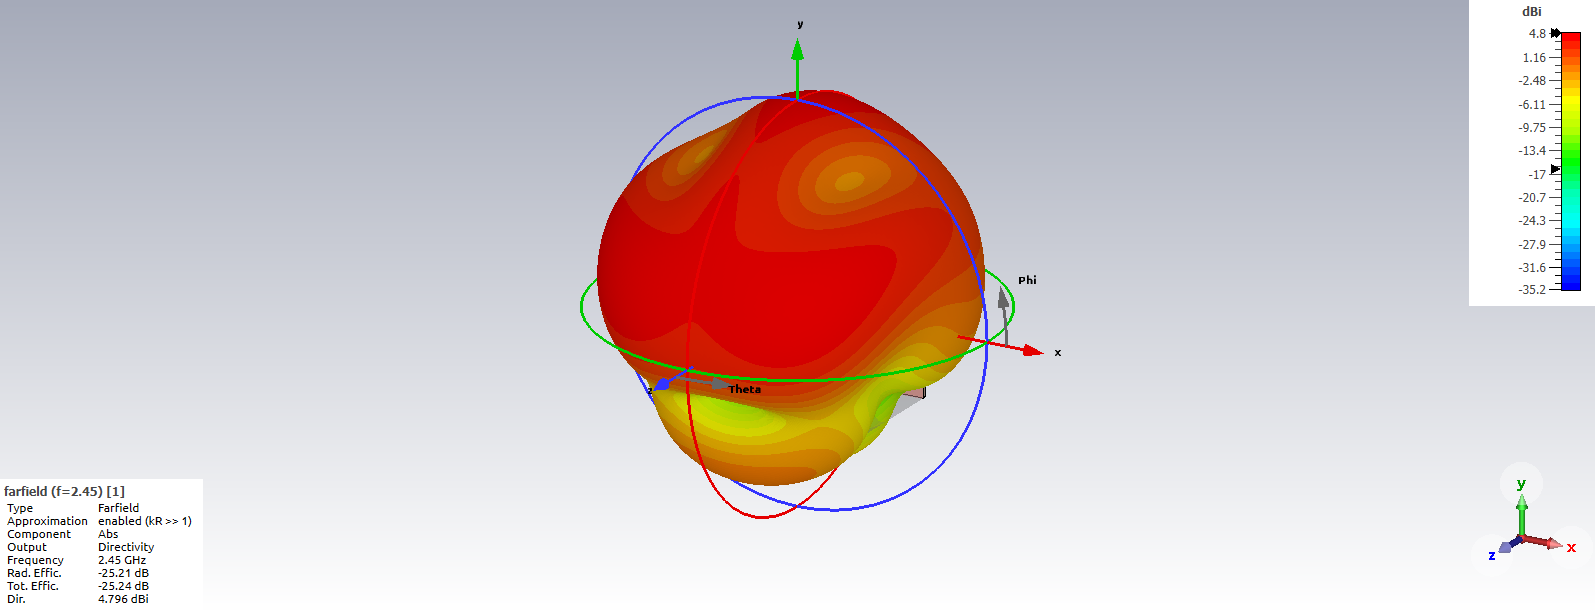 y
Phi
x
z
Theta
dBi
4.8
1.16
-2.48
-6.11
-9.75
-13.4
-17
-20.7
-24.3
-27.9
-31.6
-35.2
farfield (f=2.45) [1]
Type Farfield
Approximation enabled (kR >> 1)
Component Abs
Output Directivity
Frequency 2.45 GHz
Rad. Effic. -25.21 dB
Tot. Effic. -25.24 dB
Dir. 4.796 dBi
y
x
z